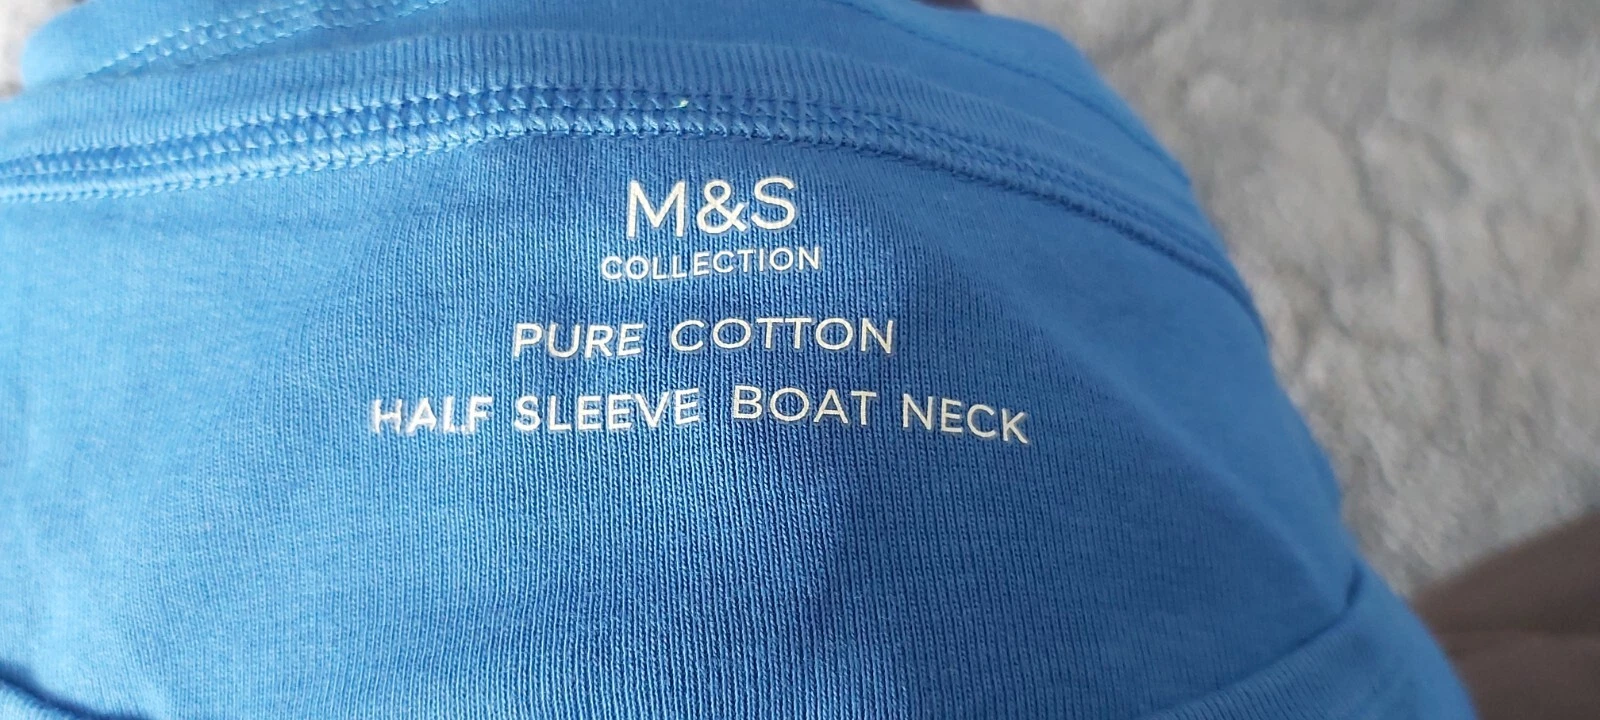 M&S
COLLECTION
PURE COTTON
HALF SLEEVE BOAT NECK